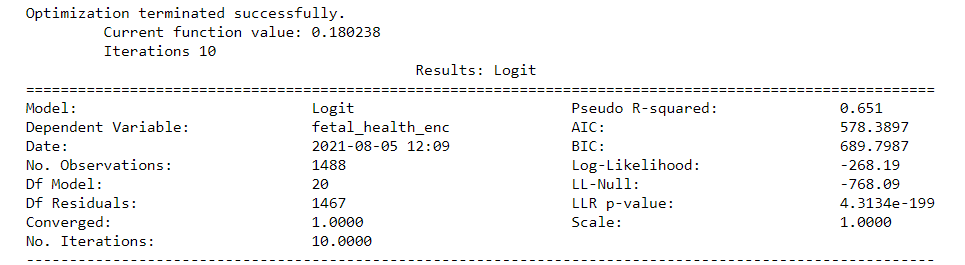 Optimization terminated successfully.
Current function value: 0.180238
Iterations 10
Results: Logit
=========================================================================================================
Model: Logit Pseudo R-squared: 0.651
Dependent Variable: fetal_health_enc AIC: 578.3897
Date: 2021-08-05 12:09 BIC: 689.7987
No. Observations: 1488 Log-Likelihood: -268.19
Df Model: 20 LL-Null: -768.09
Df Residuals: 1467 LLR p-value: 4.3134e-199
Converged: 1.0000 Scale: 1.0000
No. Iterations: 10.0000
---------------------------------------------------------------------------------------------------------